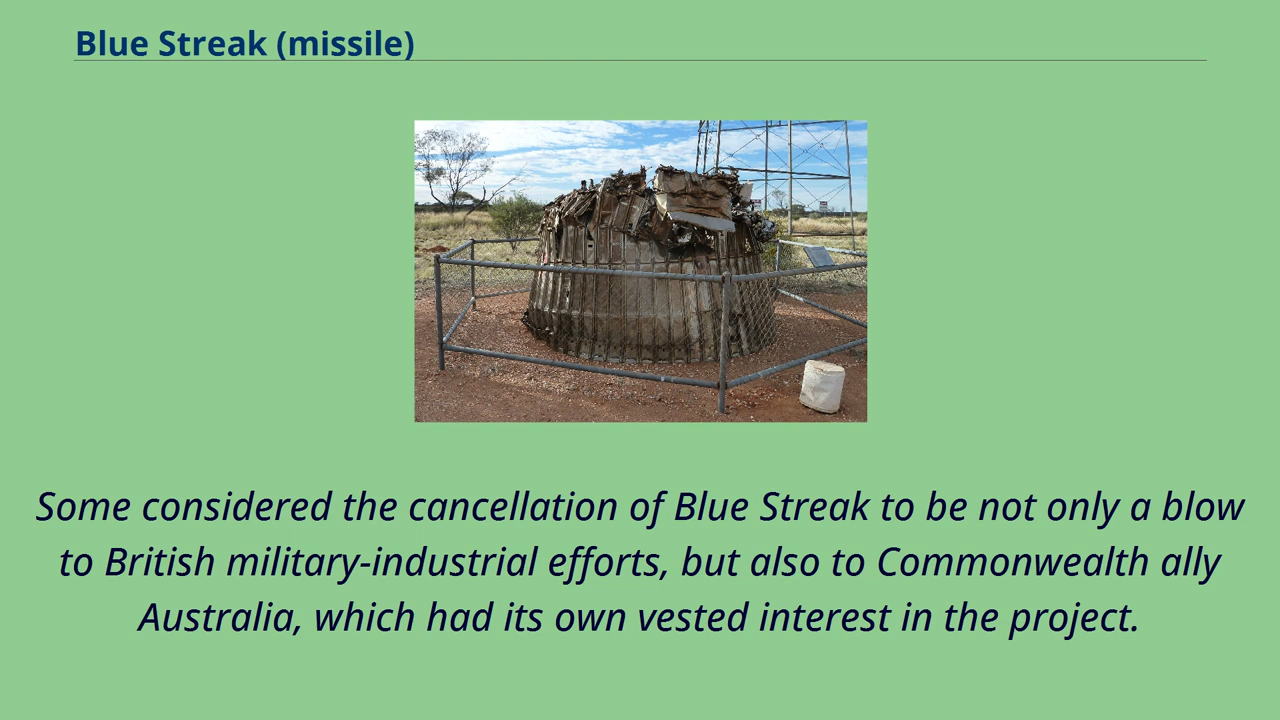 Blue Streak (missile)
Some considered the cancellation of Blue Streak to be not only a blow
to British military-industrial efforts, but also to Commonwealth ally
Australia, which had its own vested interest in the project.